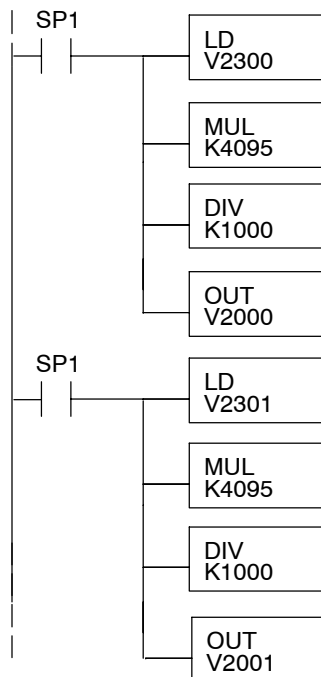 SP1
LD
V2300
MUL
K4095
DIV
K1000
OUT
V2000
SP1
LD
V2301
MUL
K4095
DIV
K1000
OUT
V2001